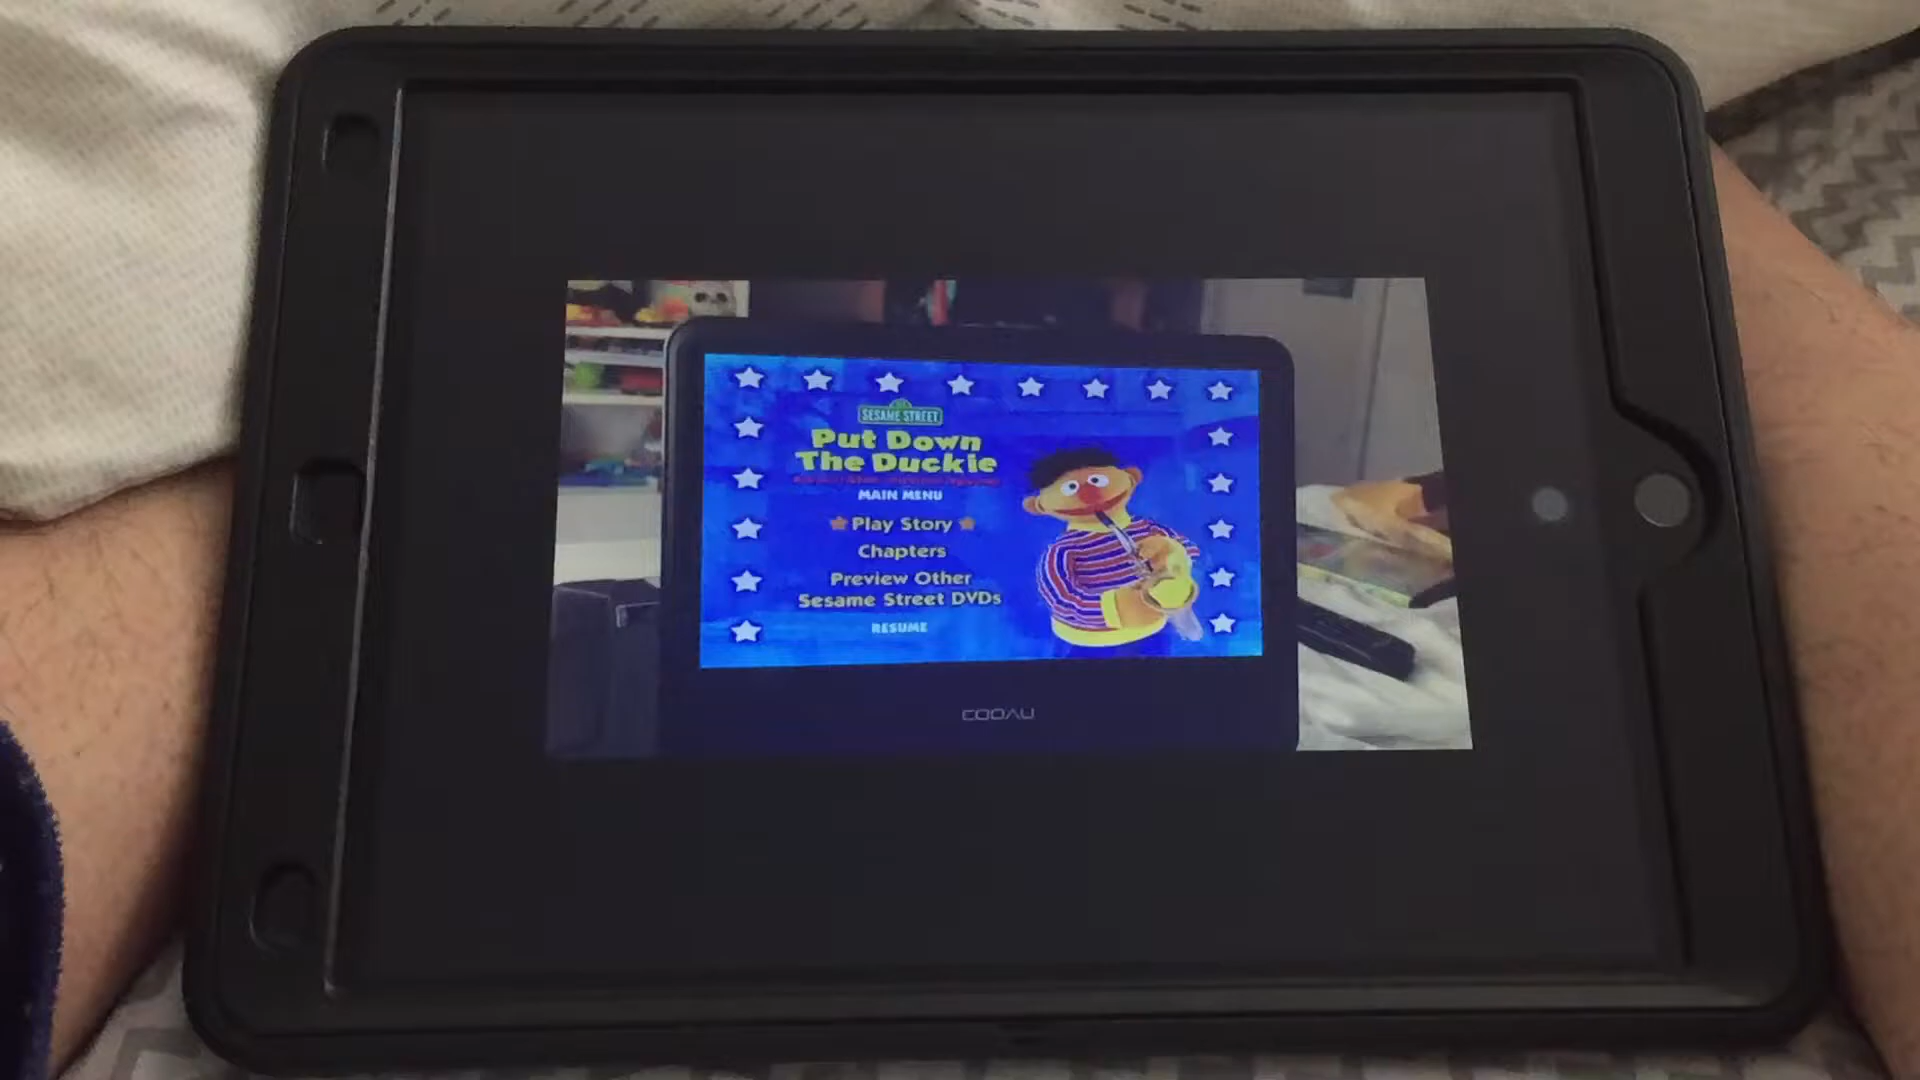 SESAME STREET
Put Down
The Duckie
MAIN MENU
Play Story
Chapters
Preview Other
Sesame Street DVDs
RESUME
COOAU